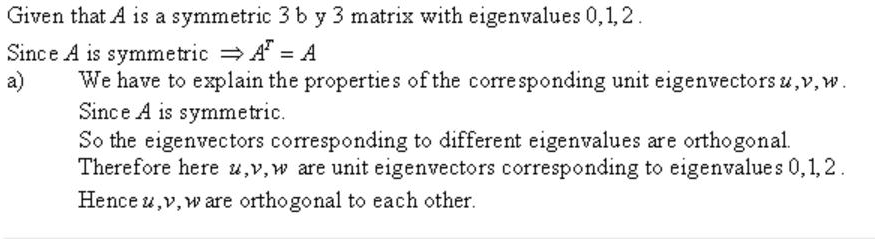 Given that A is a symmetric 3 b y 3 matrix with eigenvalues 0,1,2.
Since A is symmetric ⇒ Aᵀ = A
a) We have to explain the properties of the corresponding unit eigenvectors u,v,w.
Since A is symmetric.
So the eigenvectors corresponding to different eigenvalues are orthogonal.
Therefore here u,v,w are unit eigenvectors corresponding to eigenvalues 0,1,2.
Hence u,v,w are orthogonal to each other.